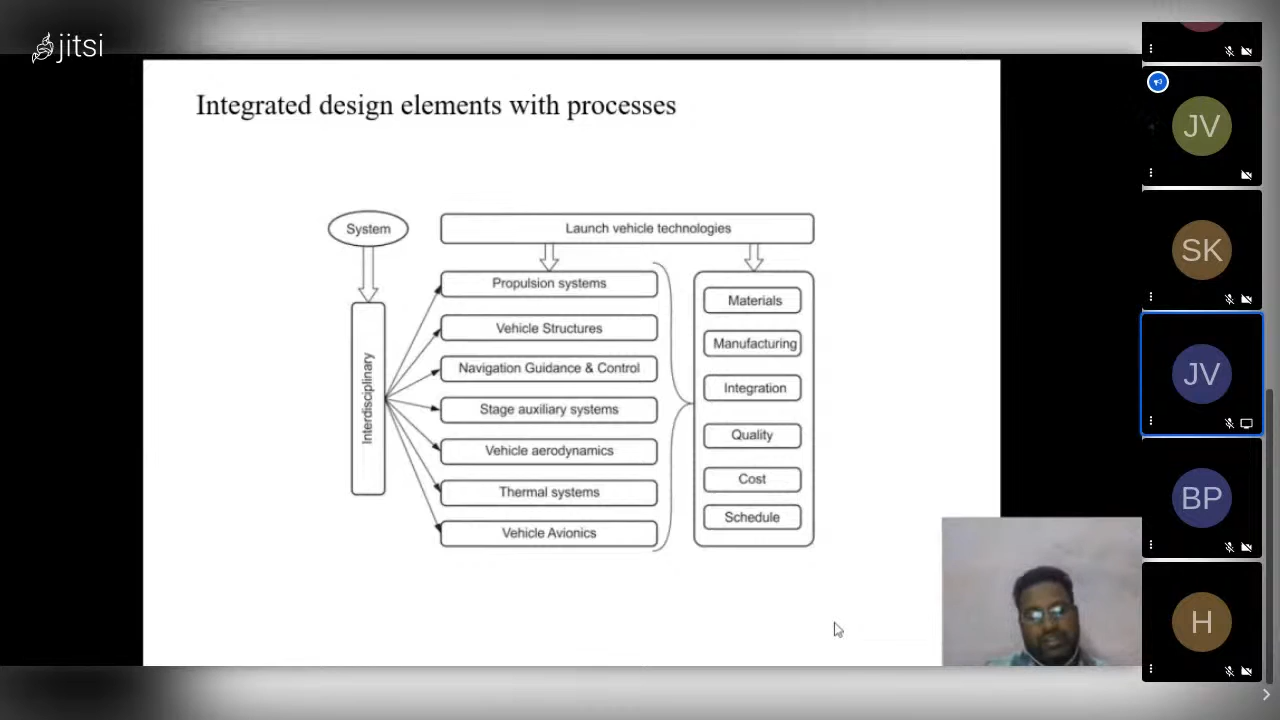 jitsi
Integrated design elements with processes
System
Launch vehicle technologies
Interdisciplinary
Propulsion systems
Vehicle Structures
Navigation Guidance & Control
Stage auxiliary systems
Vehicle aerodynamics
Thermal systems
Vehicle Avionics
Materials
Manufacturing
Integration
Quality
Cost
Schedule
JV
SK
JV
BP
H